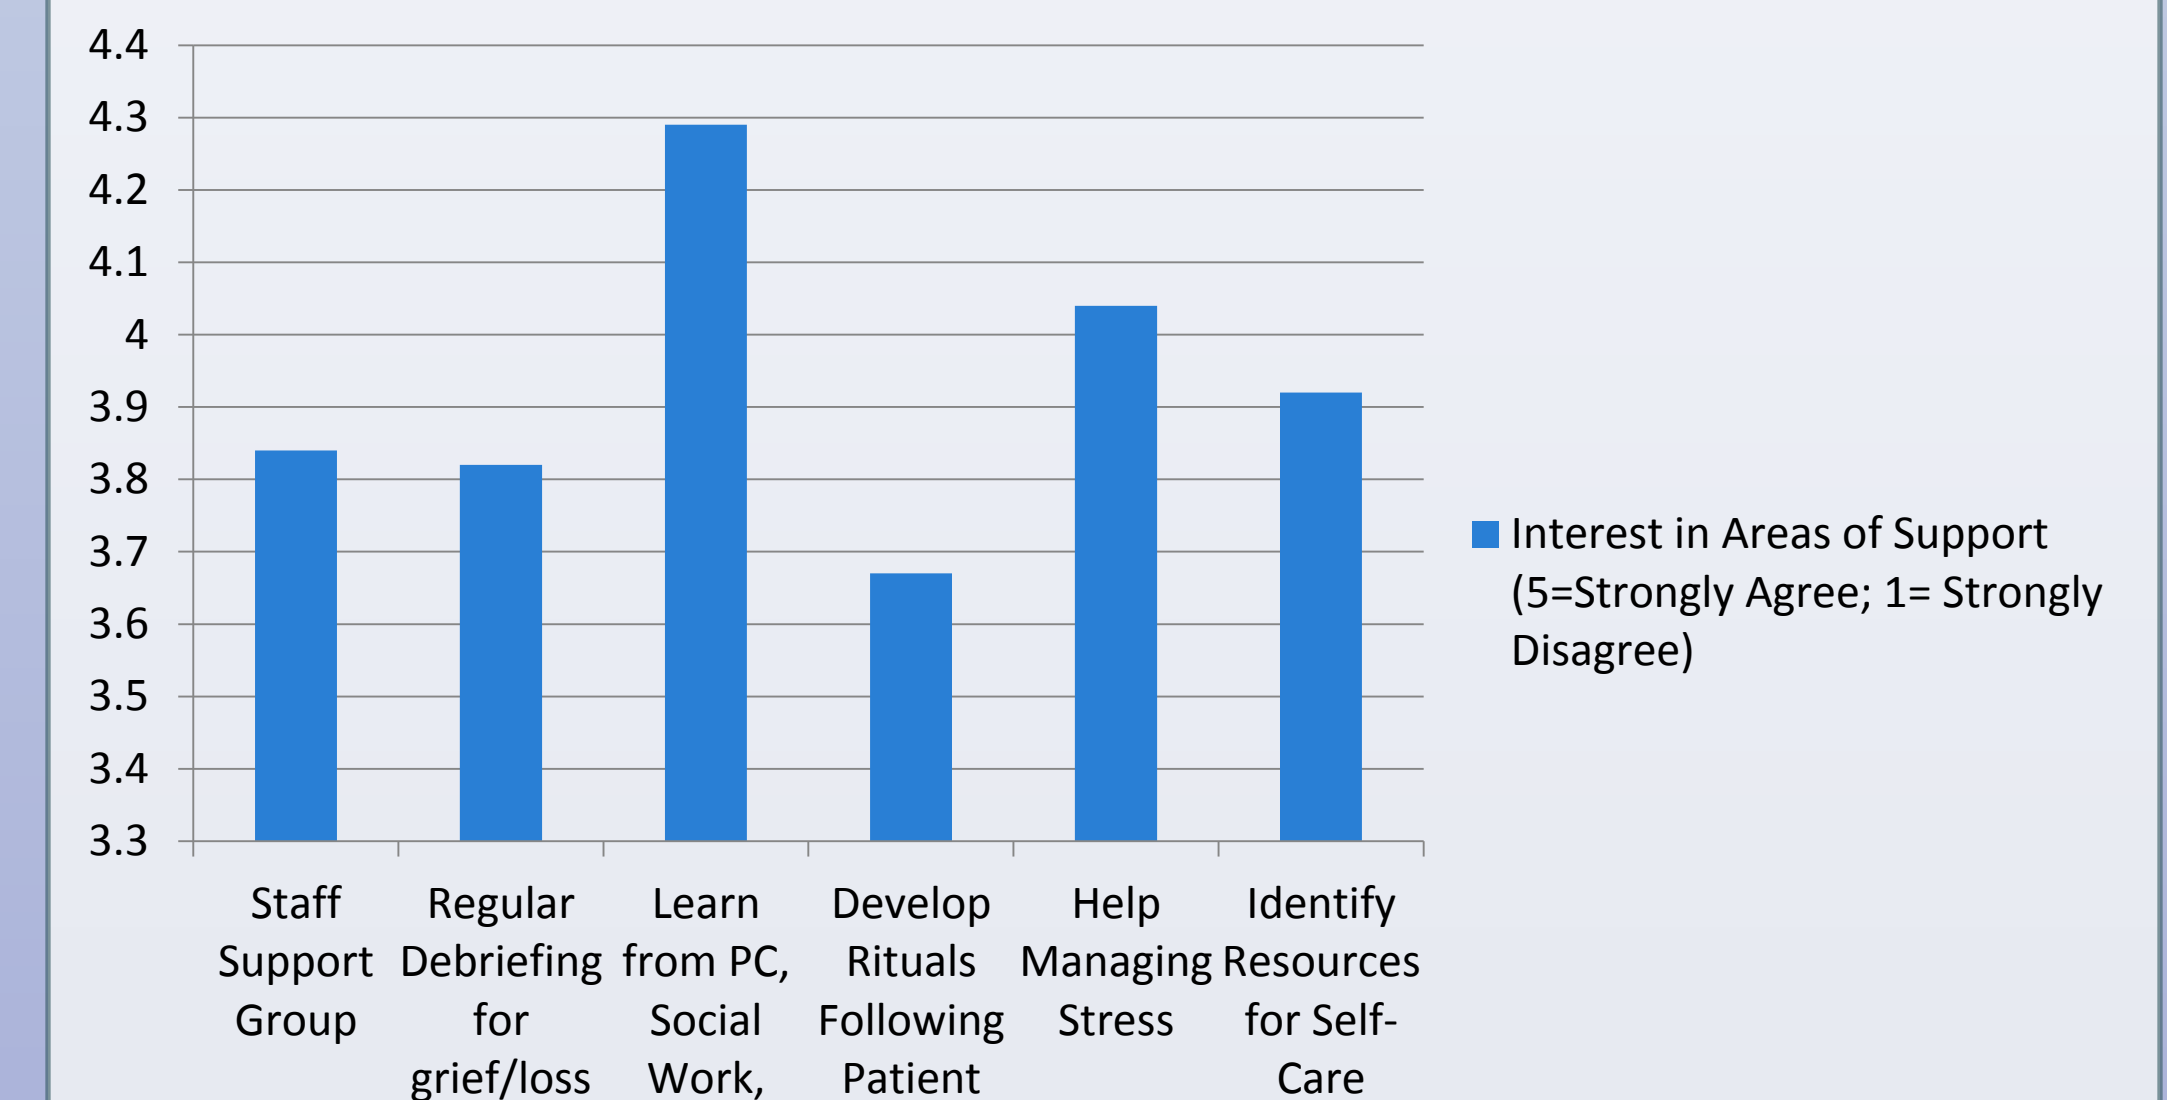 4.4
4.3
4.2
4.1
4
3.9
3.8
3.7
3.6
3.5
3.4
3.3
Staff
Support
Group
Regular
Debriefing
for
grief/loss
Learn
from PC,
Social
Work,
Develop
Rituals
Following
Patient
Help
Managing
Stress
Identify
Resources
for Self-
Care
Interest in Areas of Support
(5=Strongly Agree; 1= Strongly
Disagree)